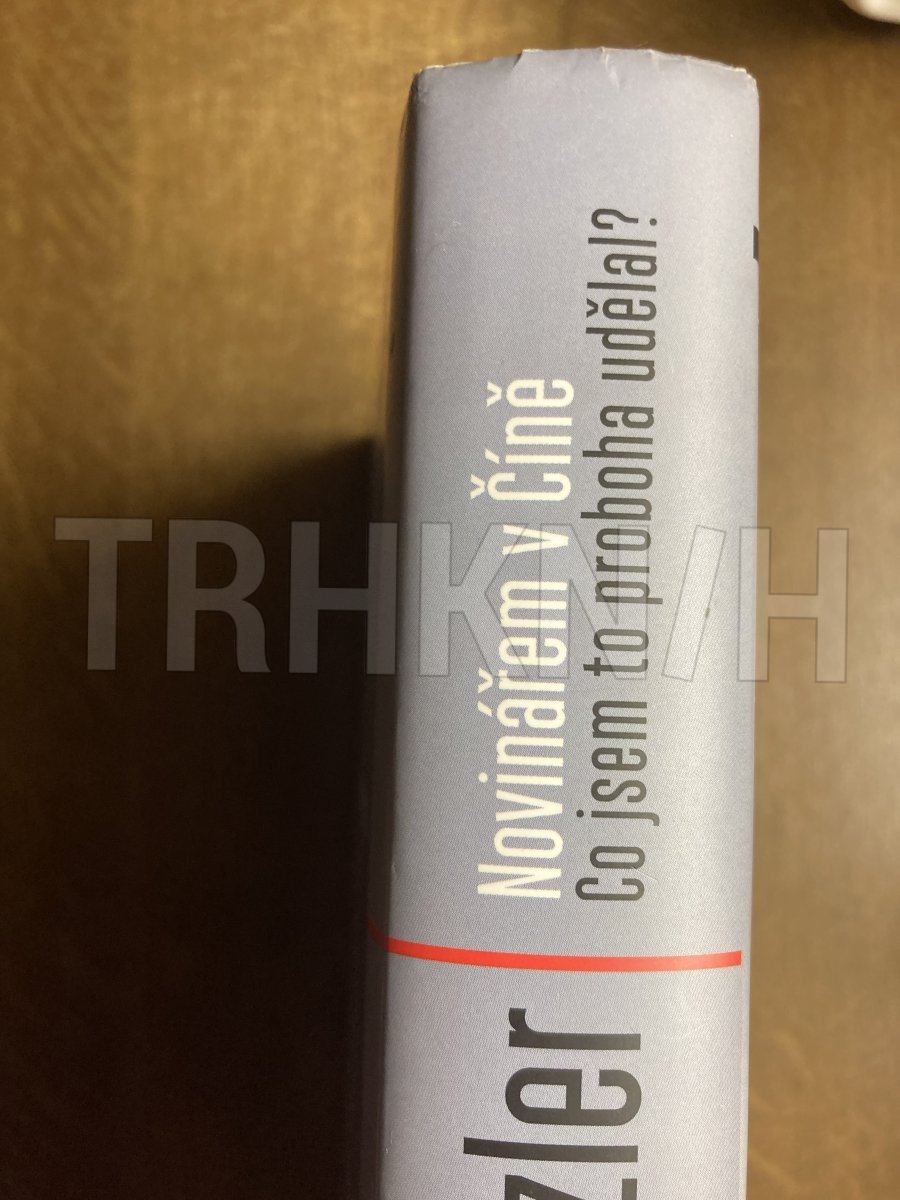 zler
Novinářem v Číně
Co jsem to proboha udělal?
TRHKNIH